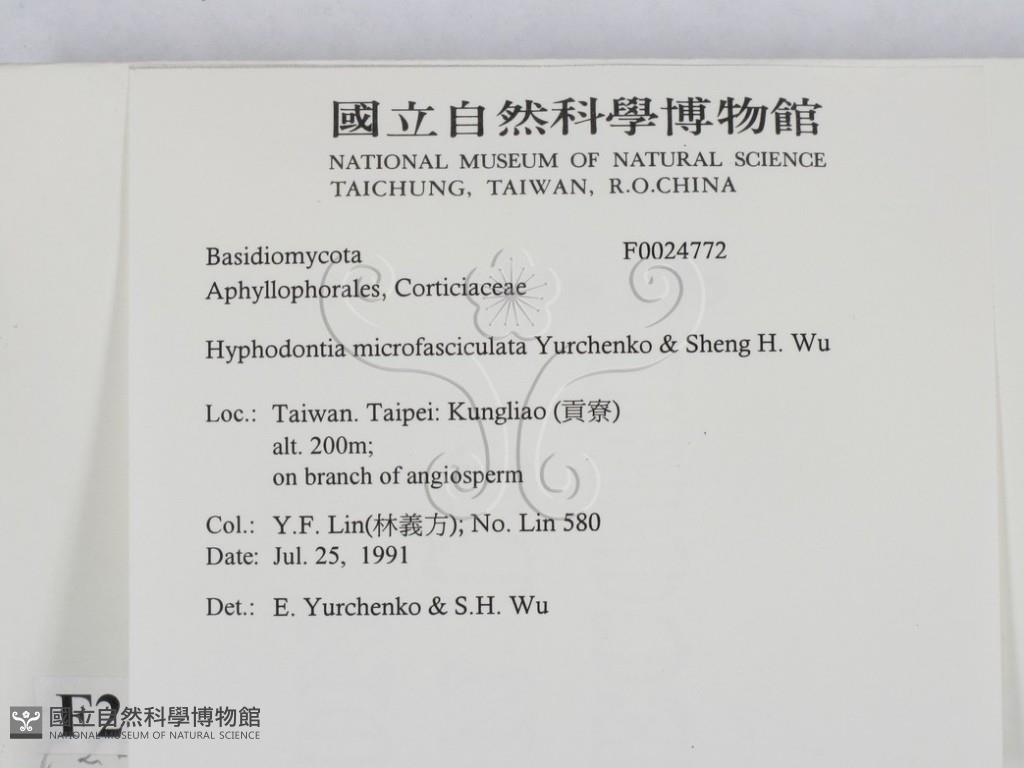 國立自然科學博物館
NATIONAL MUSEUM OF NATURAL SCIENCE
TAICHUNG, TAIWAN, R.O.CHINA
Basidiomycota F0024772
Aphyllophorales, Corticiaceae
Hyphodontia microfasciculata Yurchenko & Sheng H. Wu
Loc.: Taiwan. Taipei: Kungliao (貢寮)
alt. 200m;
on branch of angiosperm
Col.: Y.F. Lin(林義方); No. Lin 580
Date: Jul. 25, 1991
Det.: E. Yurchenko & S.H. Wu
F2
國立自然科學博物館
NATIONAL MUSEUM OF NATURAL SCIENCE